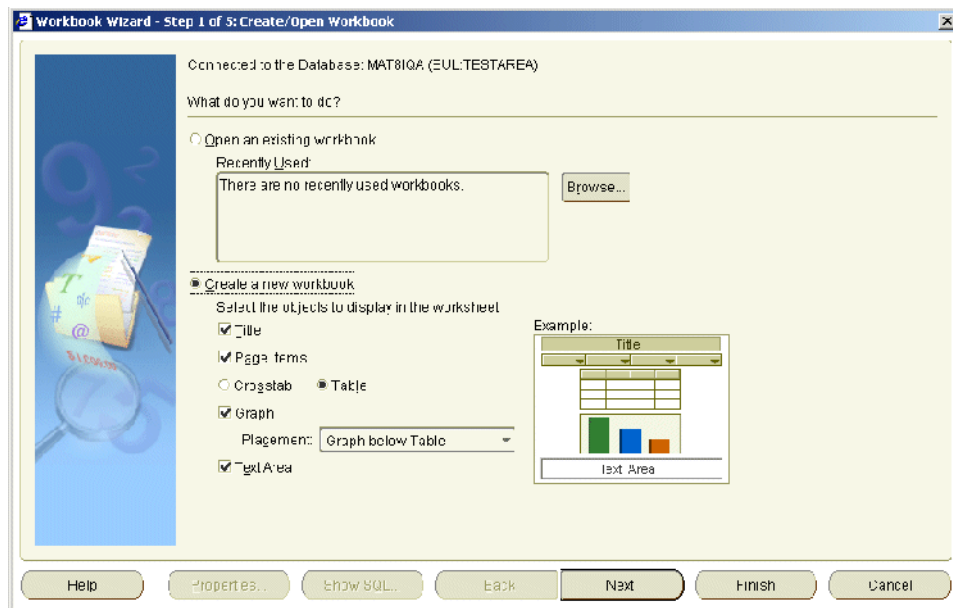 Workbook Wizard - Step 1 of 5: Create/Open Workbook
Connected to the Database: MAT8IQA (EUL:TESTAREA)
What do you want to do?
Open an existing workbook
Recently Used:
There are no recently used workbooks.
Browse...
Create a new workbook
Select the objects to display in the worksheet
Title
Page Items
Crosstab Table
Graph
Placement: Graph below Table
Text Area
Example:
Title
Text Area
Help Properties... Show SQL... Back Next Finish Cancel